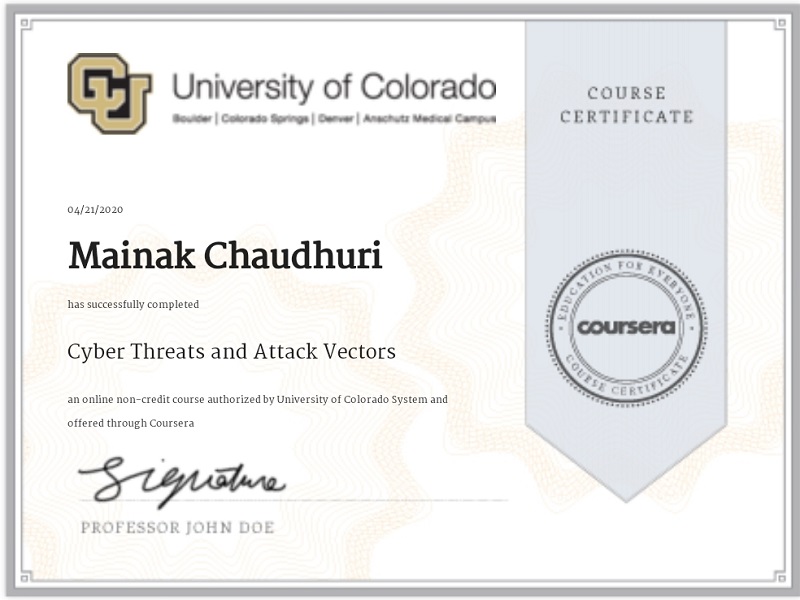 CU
University of Colorado
Boulder | Colorado Springs | Denver | Anschutz Medical Campus
COURSE
CERTIFICATE
04/21/2020
Mainak Chaudhuri
has successfully completed
Cyber Threats and Attack Vectors
an online non-credit course authorized by University of Colorado System and
offered through Coursera
EDUCATION FOR EVERYONE
coursera
COURSE CERTIFICATE
Signature
PROFESSOR JOHN DOE